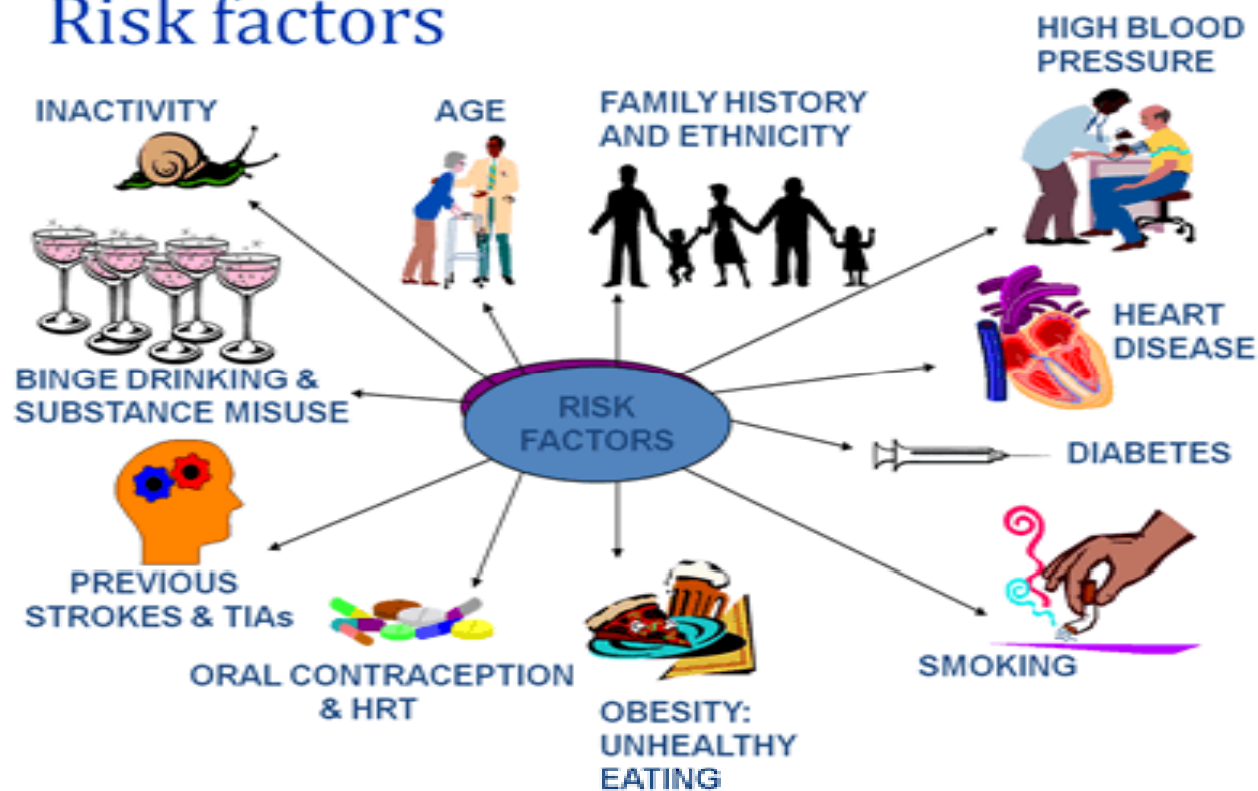 Risk factors
HIGH BLOOD
PRESSURE
INACTIVITY
AGE
FAMILY HISTORY
AND ETHNICITY
HEART
DISEASE
BINGE DRINKING &
SUBSTANCE MISUSE
RISK
FACTORS
DIABETES
PREVIOUS
STROKES & TIAs
ORAL CONTRACEPTION
& HRT
SMOKING
OBESITY:
UNHEALTHY
EATING